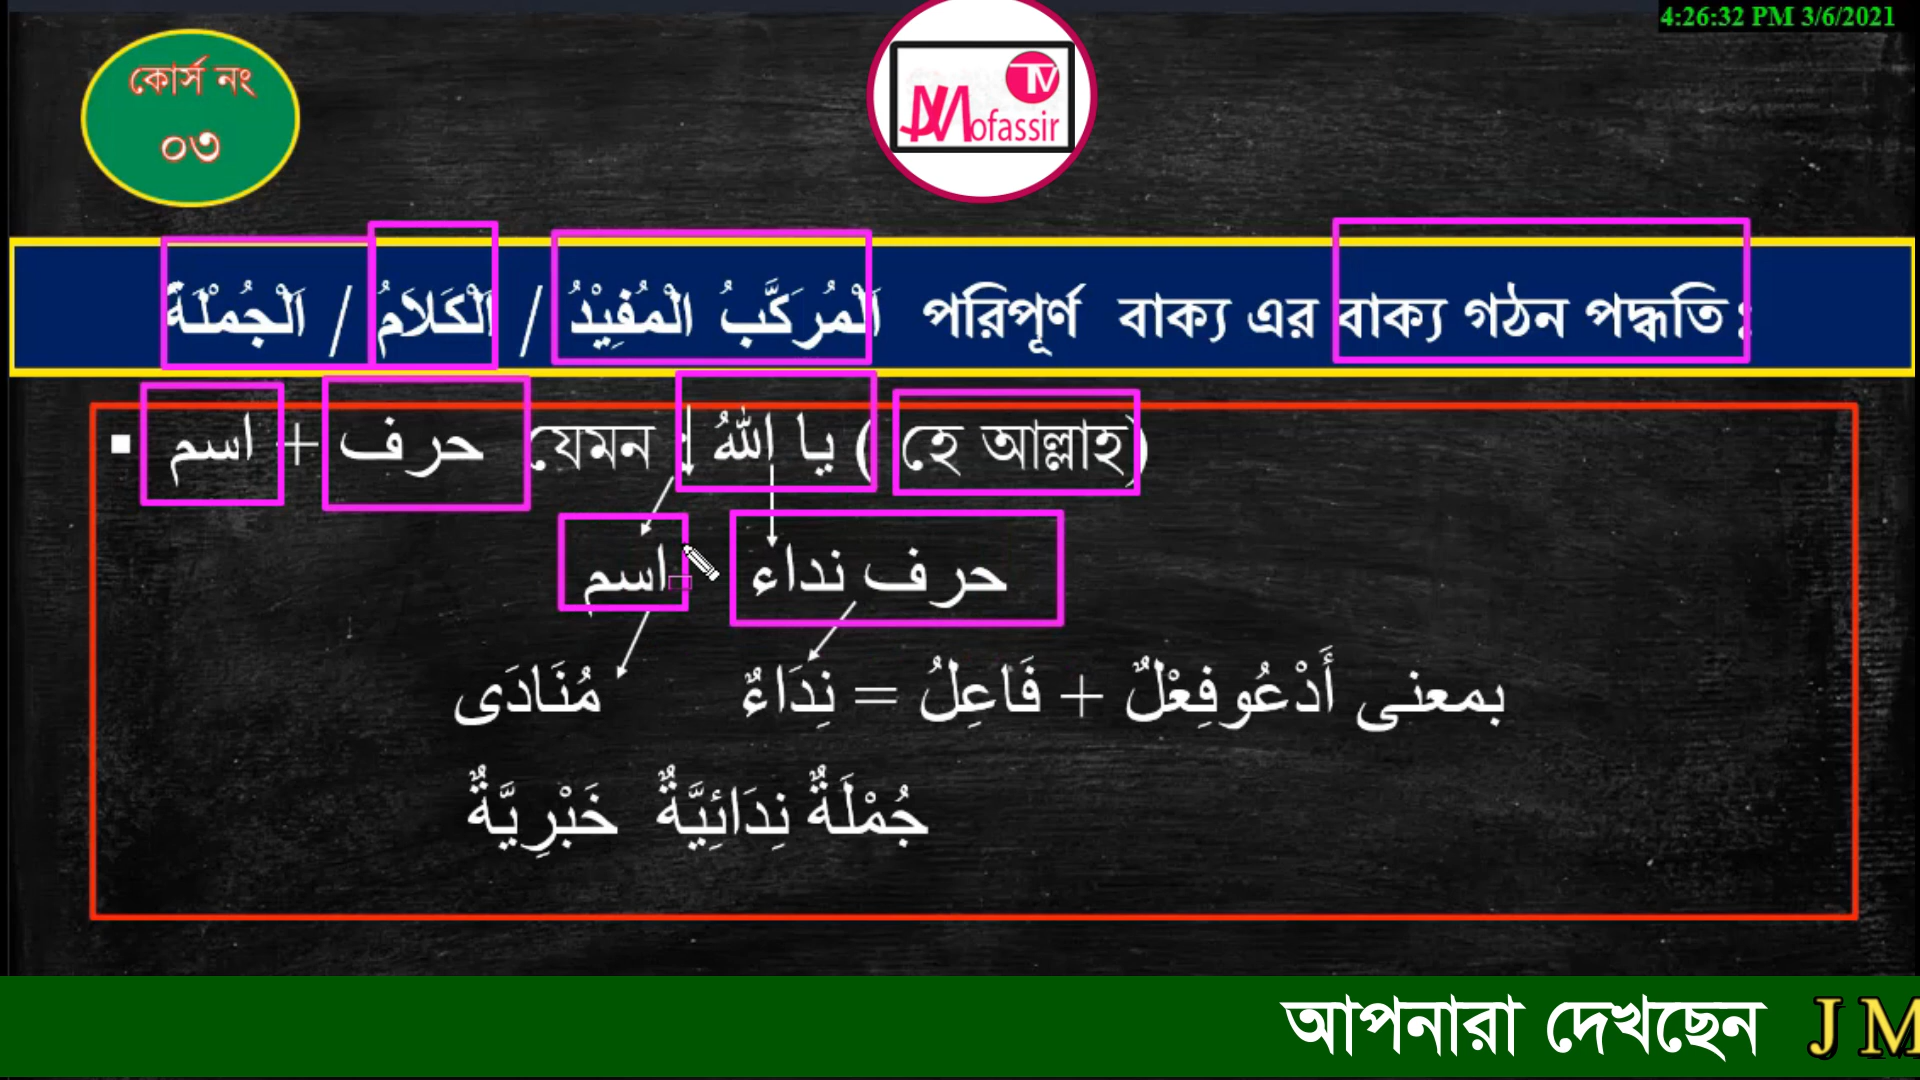 4:26:32 PM 3/6/2021
কোর্স নং
০৩
TV
Mofassir
اَلْجُمْلَةُ / اَلْكَلَامُ / اَلْمُرَكَّبُ الْمُفِيْدُ পরিপূর্ণ বাক্য এর বাক্য গঠন পদ্ধতি :
▪ اسم + حرف যেমন : يا اللهُ ( হে আল্লাহ)
حرف نداء اسم
بمعنى أَدْعُو فِعْلٌ + فَاعِلُ = نِدَاءٌ مُنَادَى
جُمْلَةٌ نِدَائِيَّةٌ خَبْرِيَّةٌ
আপনারা দেখছেন J M